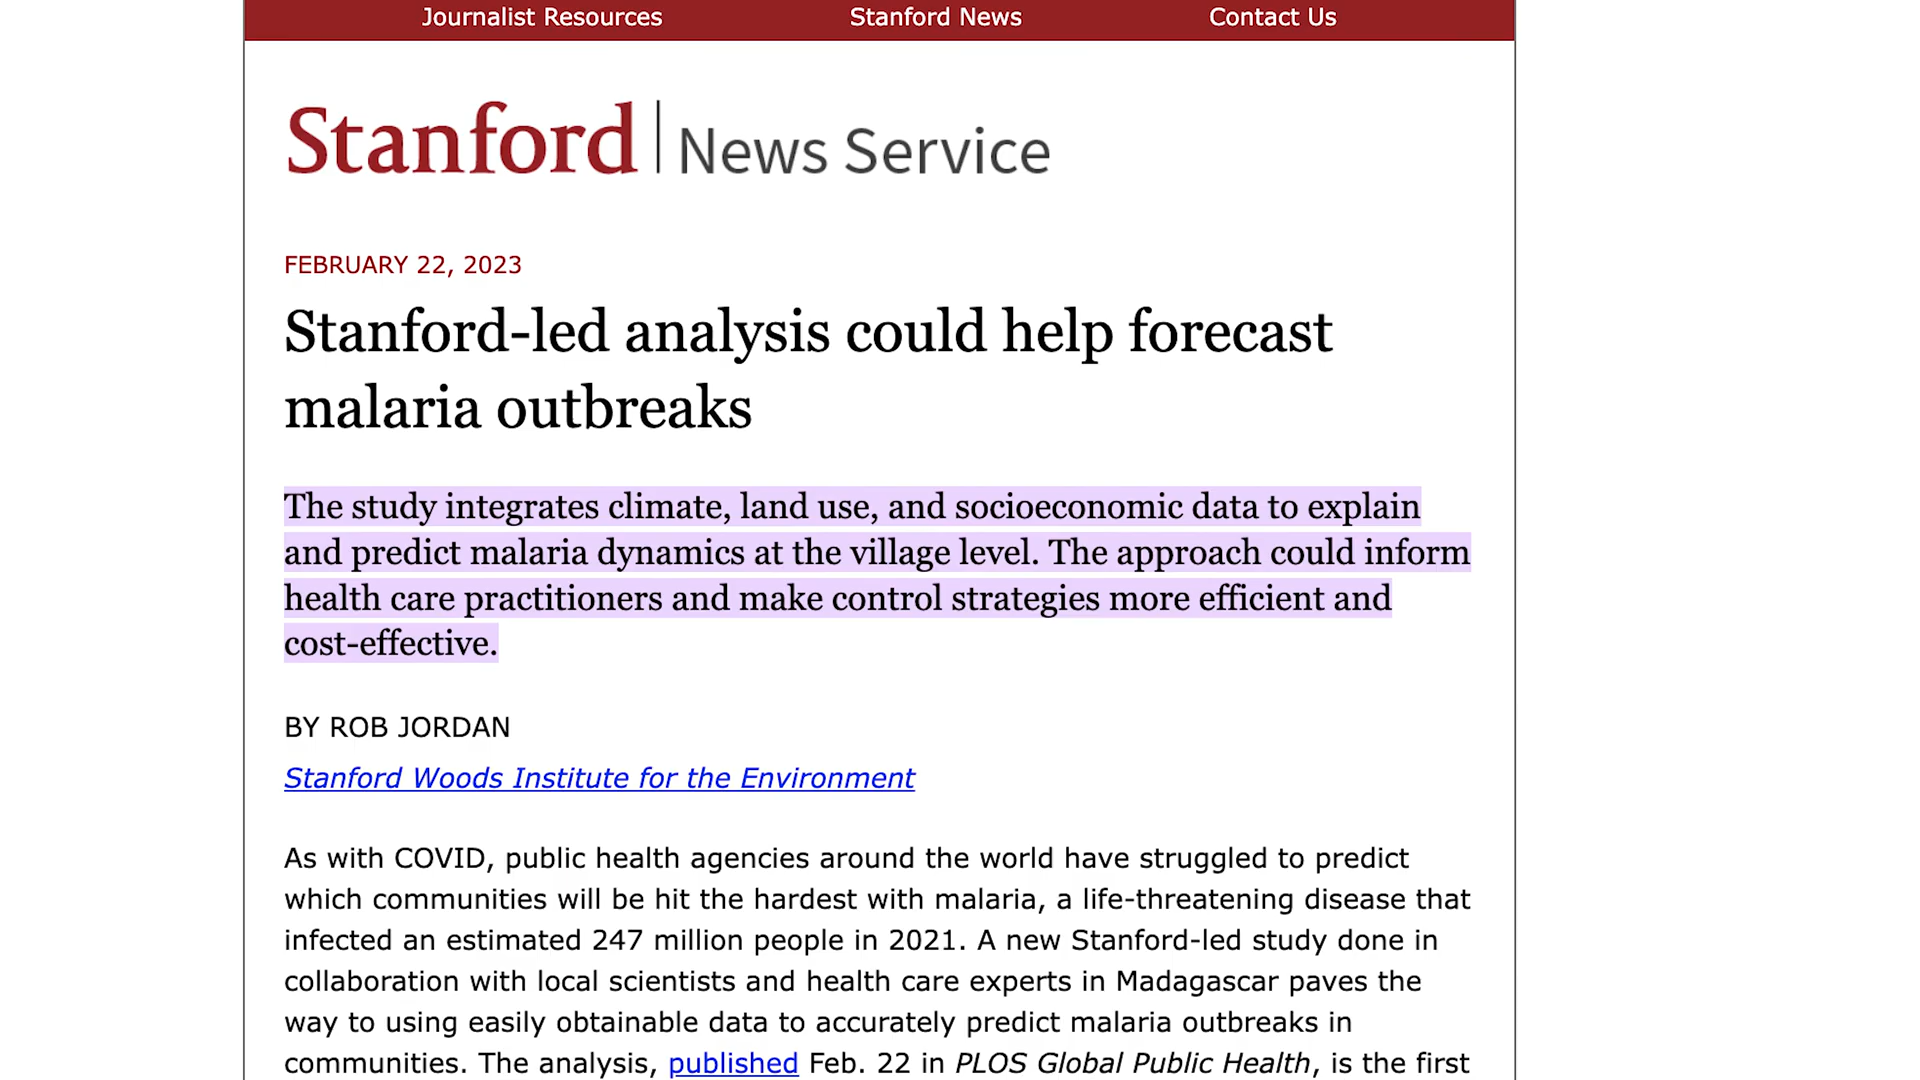 Journalist Resources Stanford News Contact Us
Stanford | News Service
FEBRUARY 22, 2023
Stanford-led analysis could help forecast
malaria outbreaks
The study integrates climate, land use, and socioeconomic data to explain
and predict malaria dynamics at the village level. The approach could inform
health care practitioners and make control strategies more efficient and
cost-effective.
BY ROB JORDAN
Stanford Woods Institute for the Environment
As with COVID, public health agencies around the world have struggled to predict
which communities will be hit the hardest with malaria, a life-threatening disease that
infected an estimated 247 million people in 2021. A new Stanford-led study done in
collaboration with local scientists and health care experts in Madagascar paves the
way to using easily obtainable data to accurately predict malaria outbreaks in
communities. The analysis, published Feb. 22 in PLOS Global Public Health, is the first